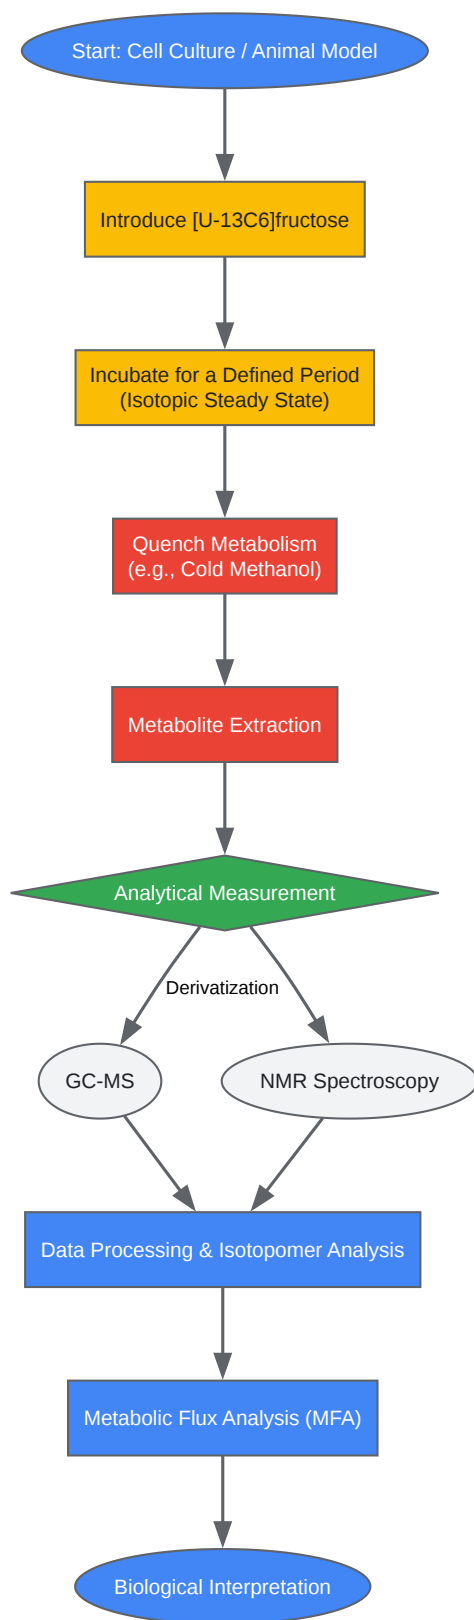 Start: Cell Culture / Animal Model
Introduce [U-13C6]fructose
Incubate for a Defined Period
(Isotopic Steady State)
Quench Metabolism
(e.g., Cold Methanol)
Metabolite Extraction
Analytical Measurement
Derivatization
GC-MS
NMR Spectroscopy
Data Processing & Isotopomer Analysis
Metabolic Flux Analysis (MFA)
Biological Interpretation